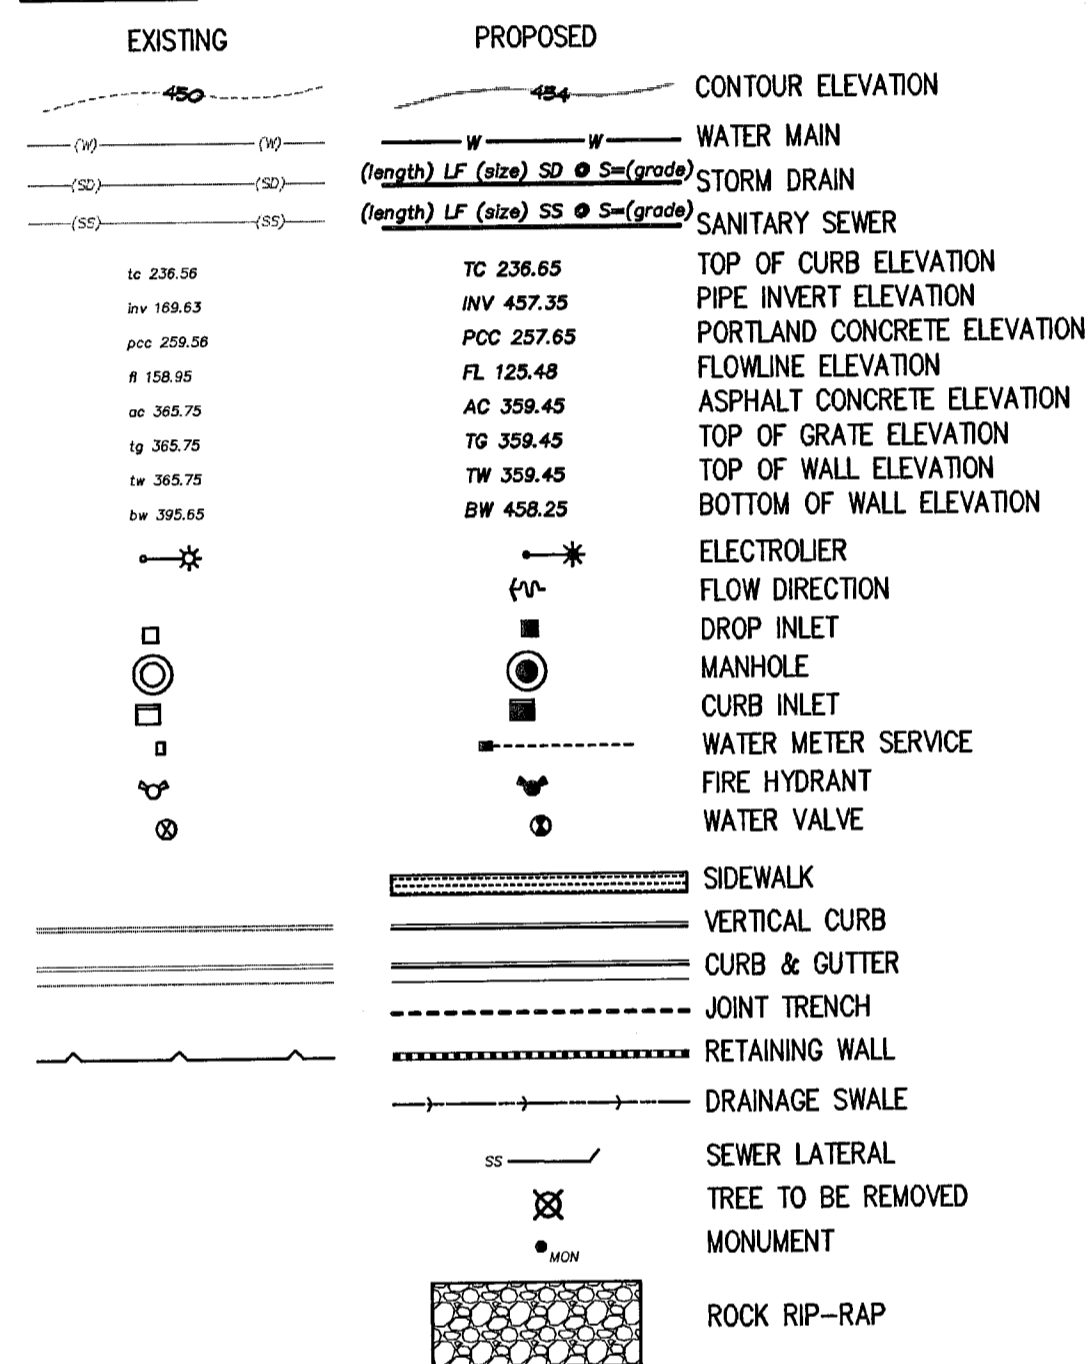 EXISTING PROPOSED
450 454 CONTOUR ELEVATION
(W) (W) W W WATER MAIN
(SD) (SD) (length) LF (size) SD @ S=(grade) STORM DRAIN
(SS) (SS) (length) LF (size) SS @ S=(grade) SANITARY SEWER
tc 236.56 TC 236.65 TOP OF CURB ELEVATION
inv 169.63 INV 457.35 PIPE INVERT ELEVATION
pcc 259.56 PCC 257.65 PORTLAND CONCRETE ELEVATION
fl 158.95 FL 125.48 FLOWLINE ELEVATION
ac 365.75 AC 359.45 ASPHALT CONCRETE ELEVATION
tg 365.75 TG 359.45 TOP OF GRATE ELEVATION
tw 365.75 TW 359.45 TOP OF WALL ELEVATION
bw 395.65 BW 458.25 BOTTOM OF WALL ELEVATION
ELECTROLIER
FLOW DIRECTION
DROP INLET
MANHOLE
CURB INLET
WATER METER SERVICE
FIRE HYDRANT
WATER VALVE
SIDEWALK
VERTICAL CURB
CURB & GUTTER
JOINT TRENCH
RETAINING WALL
DRAINAGE SWALE
SS SEWER LATERAL
TREE TO BE REMOVED
MON MONUMENT
ROCK RIP-RAP